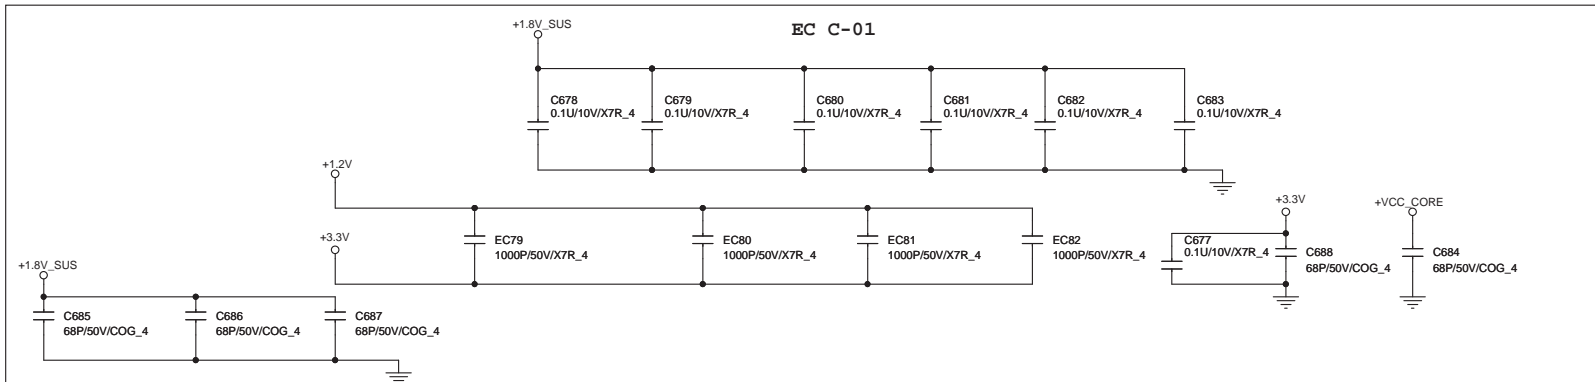 +1.8V_SUS
EC C-01
C678
0.1U/10V/X7R_4
C679
0.1U/10V/X7R_4
C680
0.1U/10V/X7R_4
C681
0.1U/10V/X7R_4
C682
0.1U/10V/X7R_4
C683
0.1U/10V/X7R_4
+1.2V
+3.3V
EC79
1000P/50V/X7R_4
EC80
1000P/50V/X7R_4
EC81
1000P/50V/X7R_4
EC82
1000P/50V/X7R_4
+3.3V
C677
0.1U/10V/X7R_4
C688
68P/50V/COG_4
+VCC_CORE
C684
68P/50V/COG_4
+1.8V_SUS
C685
68P/50V/COG_4
C686
68P/50V/COG_4
C687
68P/50V/COG_4